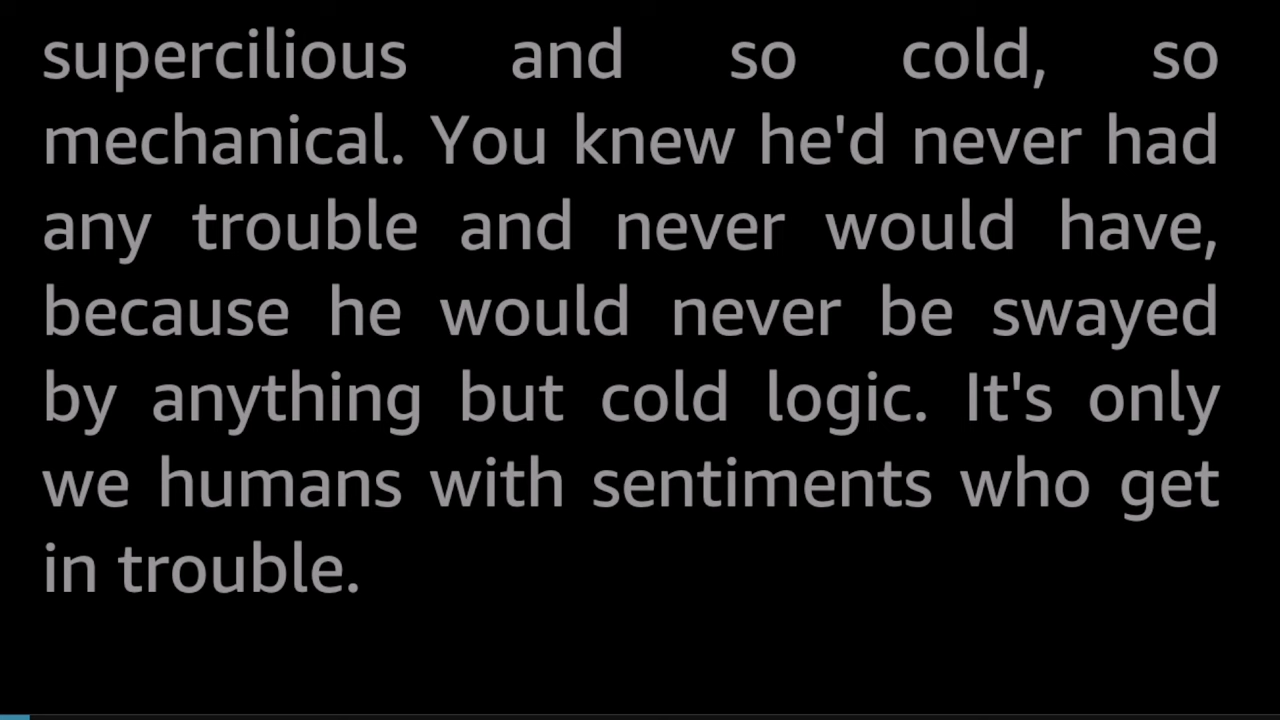 supercilious and so cold, so
mechanical. You knew he'd never had
any trouble and never would have,
because he would never be swayed
by anything but cold logic. It's only
we humans with sentiments who get
in trouble.